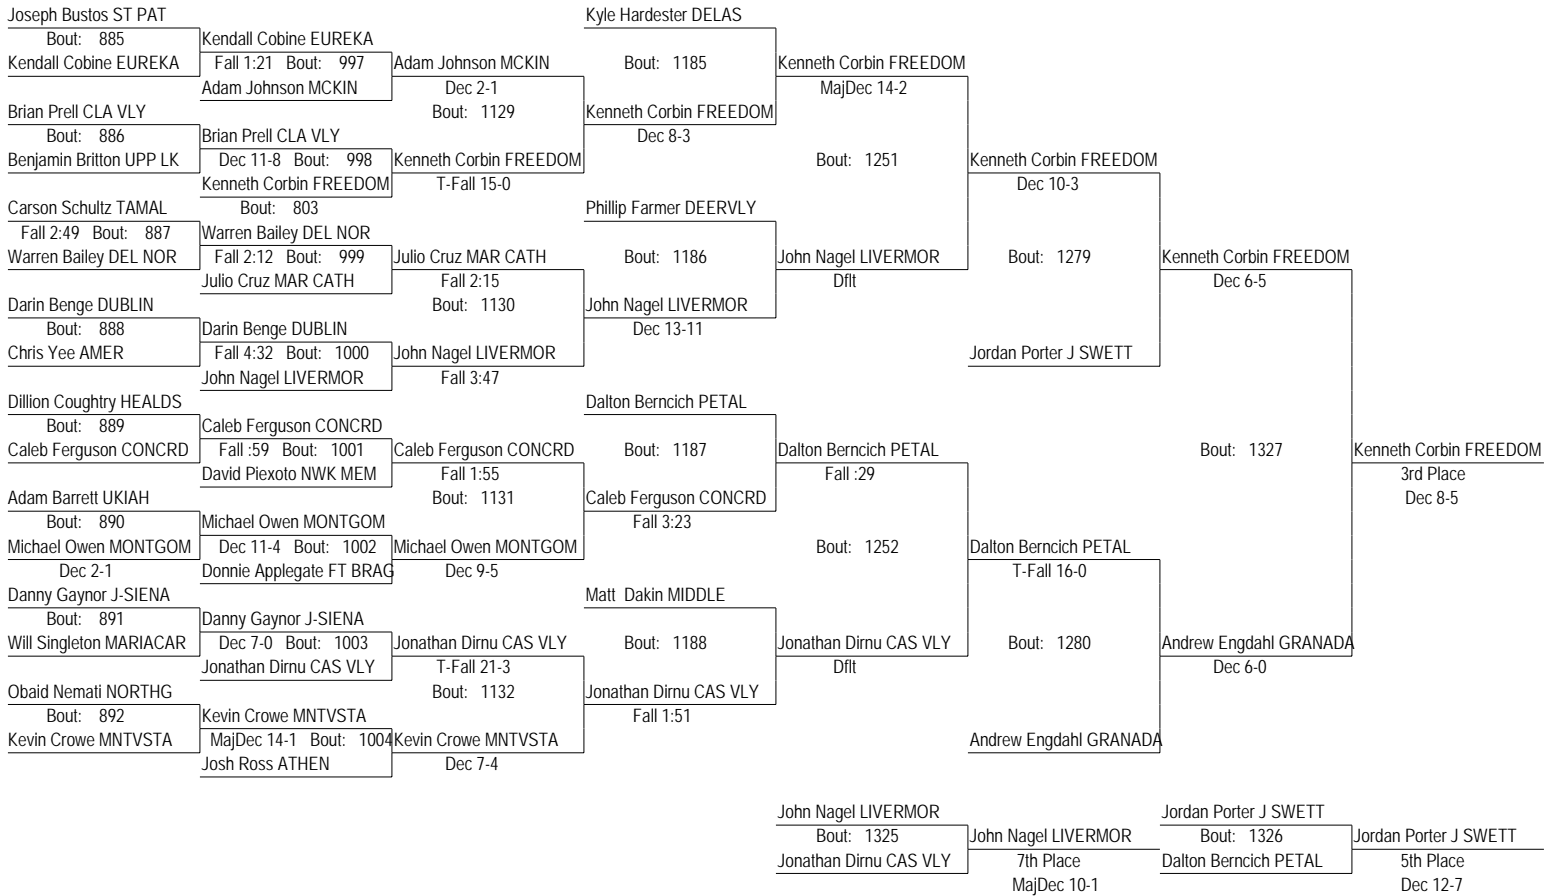 Joseph Bustos ST PAT
Bout: 885
Kendall Cobine EUREKA
Brian Prell CLA VLY
Bout: 886
Benjamin Britton UPP LK
Carson Schultz TAMAL
Fall 2:49 Bout: 887
Warren Bailey DEL NOR
Darin Benge DUBLIN
Bout: 888
Chris Yee AMER
Dillion Coughtry HEALDS
Bout: 889
Caleb Ferguson CONCRD
Adam Barrett UKIAH
Bout: 890
Michael Owen MONTGOM
Dec 2-1
Danny Gaynor J-SIENA
Bout: 891
Will Singleton MARIACAR
Obaid Nemati NORTHG
Bout: 892
Kevin Crowe MNTVSTA
Kendall Cobine EUREKA
Fall 1:21 Bout: 997
Adam Johnson MCKIN
Brian Prell CLA VLY
Dec 11-8 Bout: 998
Kenneth Corbin FREEDOM
Bout: 803
Warren Bailey DEL NOR
Fall 2:12 Bout: 999
Julio Cruz MAR CATH
Darin Benge DUBLIN
Fall 4:32 Bout: 1000
John Nagel LIVERMOR
Caleb Ferguson CONCRD
Fall :59 Bout: 1001
David Piexoto NWK MEM
Michael Owen MONTGOM
Dec 11-4 Bout: 1002
Donnie Applegate FT BRAG
Danny Gaynor J-SIENA
Dec 7-0 Bout: 1003
Jonathan Dirnu CAS VLY
Kevin Crowe MNTVSTA
MajDec 14-1 Bout: 1004
Josh Ross ATHEN
Adam Johnson MCKIN
Dec 2-1
Bout: 1129
Kenneth Corbin FREEDOM
T-Fall 15-0
Julio Cruz MAR CATH
Fall 2:15
Bout: 1130
John Nagel LIVERMOR
Fall 3:47
Caleb Ferguson CONCRD
Fall 1:55
Bout: 1131
Michael Owen MONTGOM
Dec 9-5
Jonathan Dirnu CAS VLY
T-Fall 21-3
Bout: 1132
Kevin Crowe MNTVSTA
Dec 7-4
Kyle Hardester DELAS
Bout: 1185
Kenneth Corbin FREEDOM
Dec 8-3
Phillip Farmer DEERVLY
Bout: 1186
John Nagel LIVERMOR
Dec 13-11
Dalton Berncich PETAL
Bout: 1187
Caleb Ferguson CONCRD
Fall 3:23
Matt Dakin MIDDLE
Bout: 1188
Jonathan Dirnu CAS VLY
Fall 1:51
Kenneth Corbin FREEDOM
MajDec 14-2
Bout: 1251
John Nagel LIVERMOR
Dflt
Dalton Berncich PETAL
Fall :29
Bout: 1252
Jonathan Dirnu CAS VLY
Dflt
Kenneth Corbin FREEDOM
Dec 10-3
Bout: 1279
Jordan Porter J SWETT
Dalton Berncich PETAL
T-Fall 16-0
Bout: 1280
Andrew Engdahl GRANADA
Kenneth Corbin FREEDOM
Dec 6-5
Bout: 1327
Andrew Engdahl GRANADA
Dec 6-0
Kenneth Corbin FREEDOM
3rd Place
Dec 8-5
John Nagel LIVERMOR
Bout: 1325
Jonathan Dirnu CAS VLY
John Nagel LIVERMOR
7th Place
MajDec 10-1
Jordan Porter J SWETT
Bout: 1326
Dalton Berncich PETAL
Jordan Porter J SWETT
5th Place
Dec 12-7